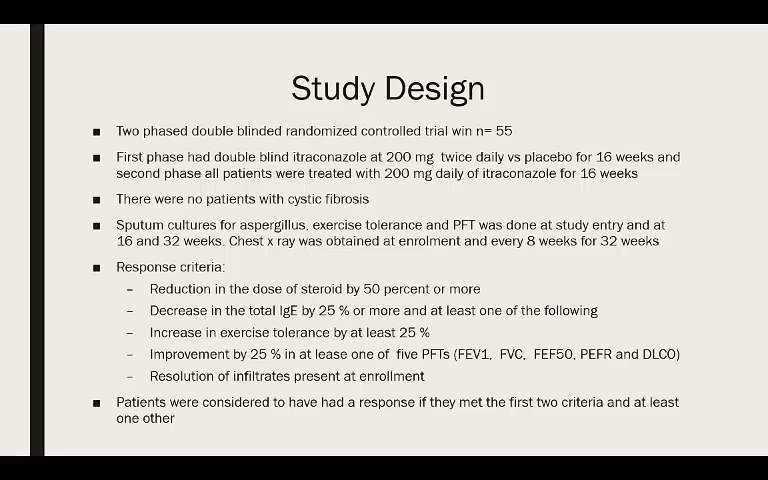 Study Design
■ Two phased double blinded randomized controlled trial win n= 55
■ First phase had double blind itraconazole at 200 mg twice daily vs placebo for 16 weeks and
second phase all patients were treated with 200 mg daily of itraconazole for 16 weeks
■ There were no patients with cystic fibrosis
■ Sputum cultures for aspergillus, exercise tolerance and PFT was done at study entry and at
16 and 32 weeks. Chest x ray was obtained at enrolment and every 8 weeks for 32 weeks
■ Response criteria:
– Reduction in the dose of steroid by 50 percent or more
– Decrease in the total IgE by 25 % or more and at least one of the following
– Increase in exercise tolerance by at least 25 %
– Improvement by 25 % in at lease one of five PFTs (FEV1, FVC, FEF50, PEFR and DLCO)
– Resolution of infiltrates present at enrollment
■ Patients were considered to have had a response if they met the first two criteria and at least
one other